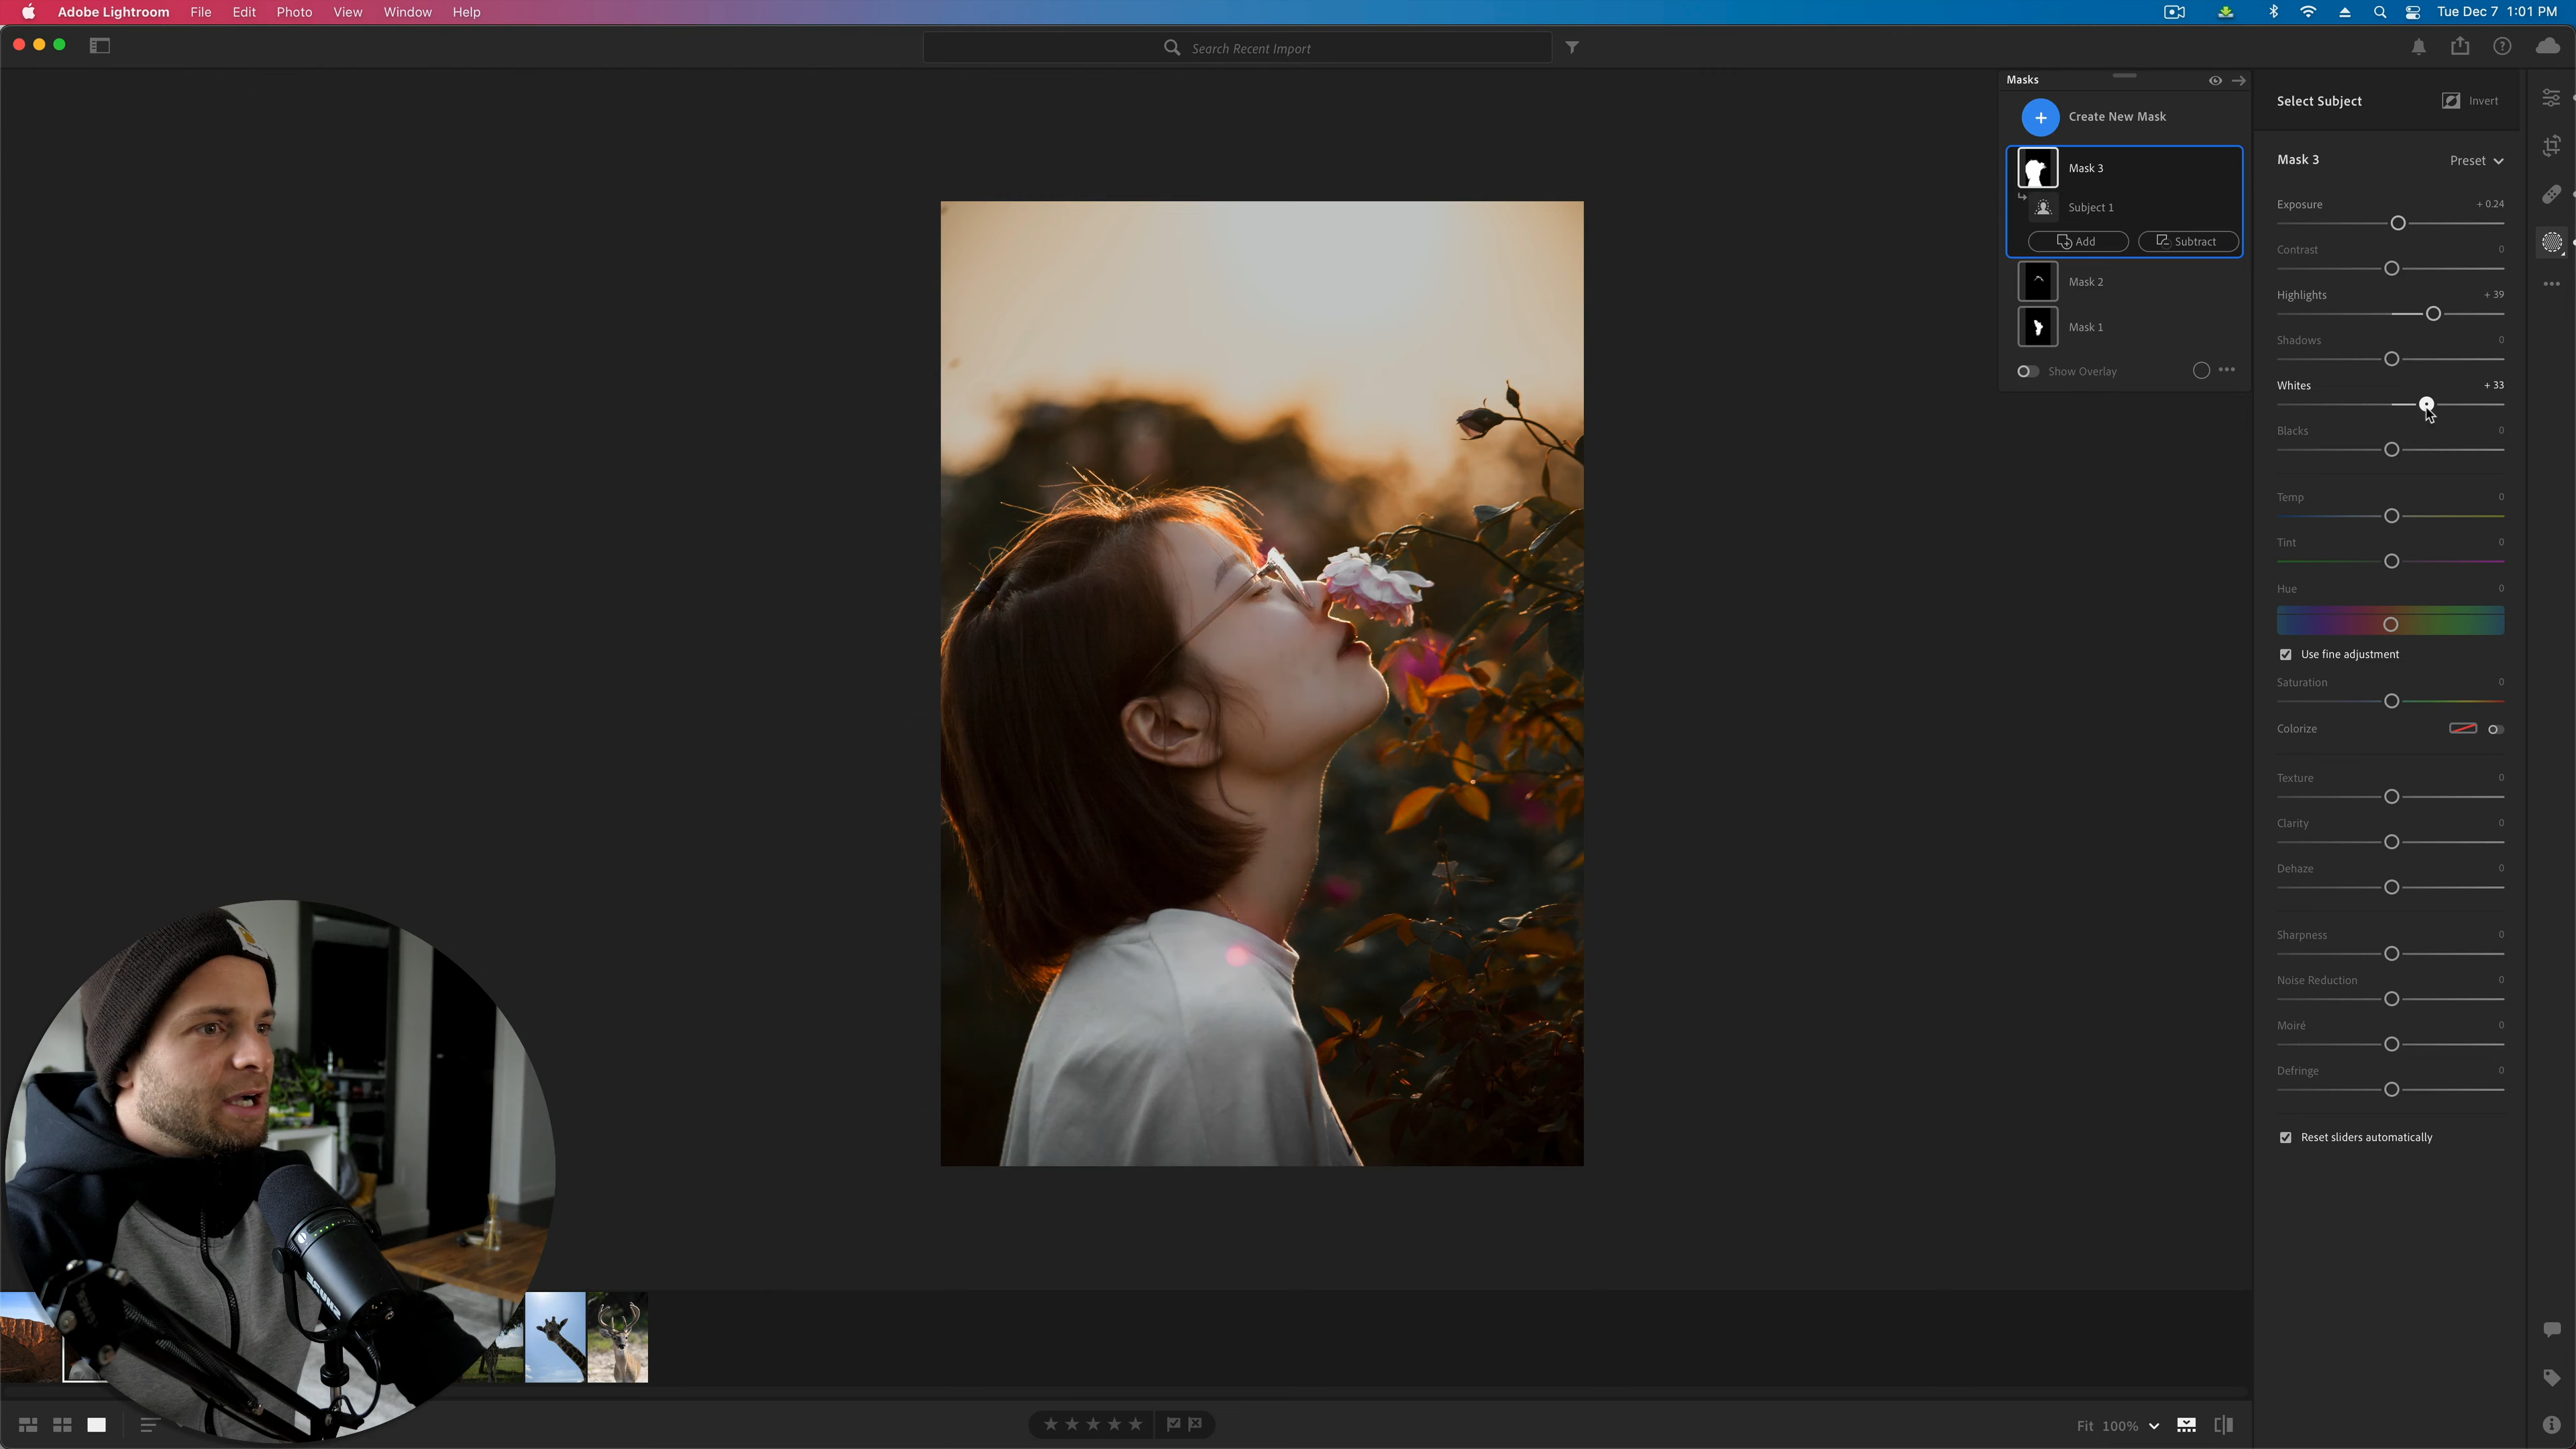 Adobe Lightroom File Edit Photo View Window Help Tue Dec 7 1:01 PM
Search Recent Import
Masks
Create New Mask
Mask 3
Subject 1
Add Subtract
Mask 2
Mask 1
Show Overlay
Select Subject Invert
Mask 3 Preset
Exposure + 0.24
Contrast 0
Highlights + 39
Shadows 0
Whites + 33
Blacks 0
Temp 0
Tint 0
Hue 0
Use fine adjustment
Saturation 0
Colorize
Texture 0
Clarity 0
Dehaze 0
Sharpness 0
Noise Reduction 0
Moiré 0
Defringe 0
Reset sliders automatically
SHURE
Fit 100%